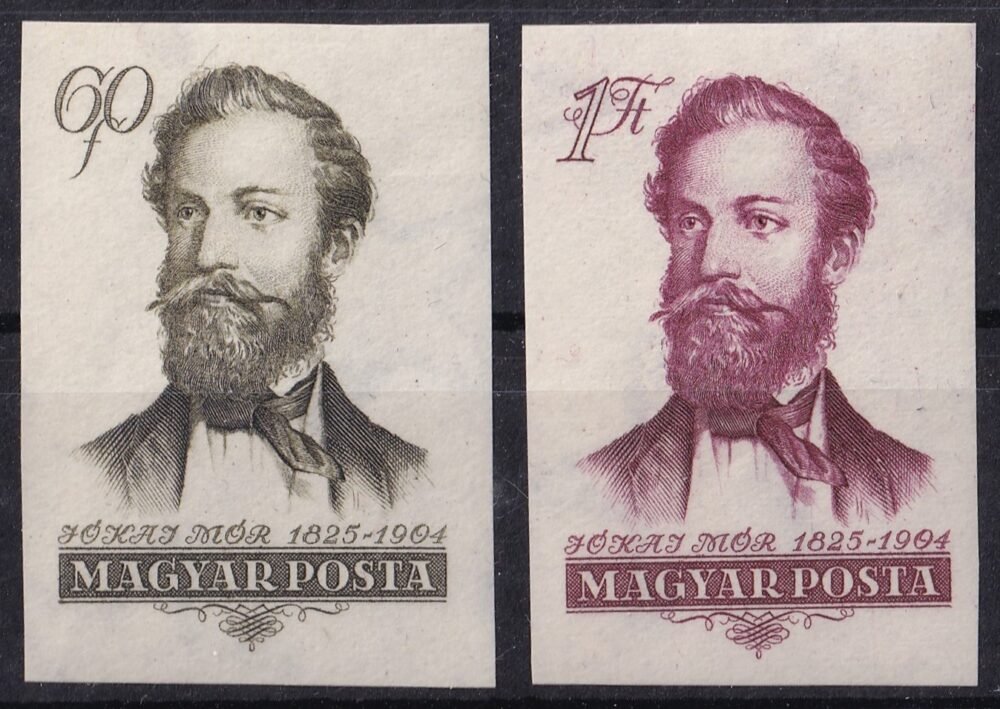 60f
JÓKAI MÓR 1825-1904
MAGYAR POSTA
1Ft
JÓKAI MÓR 1825-1904
MAGYAR POSTA